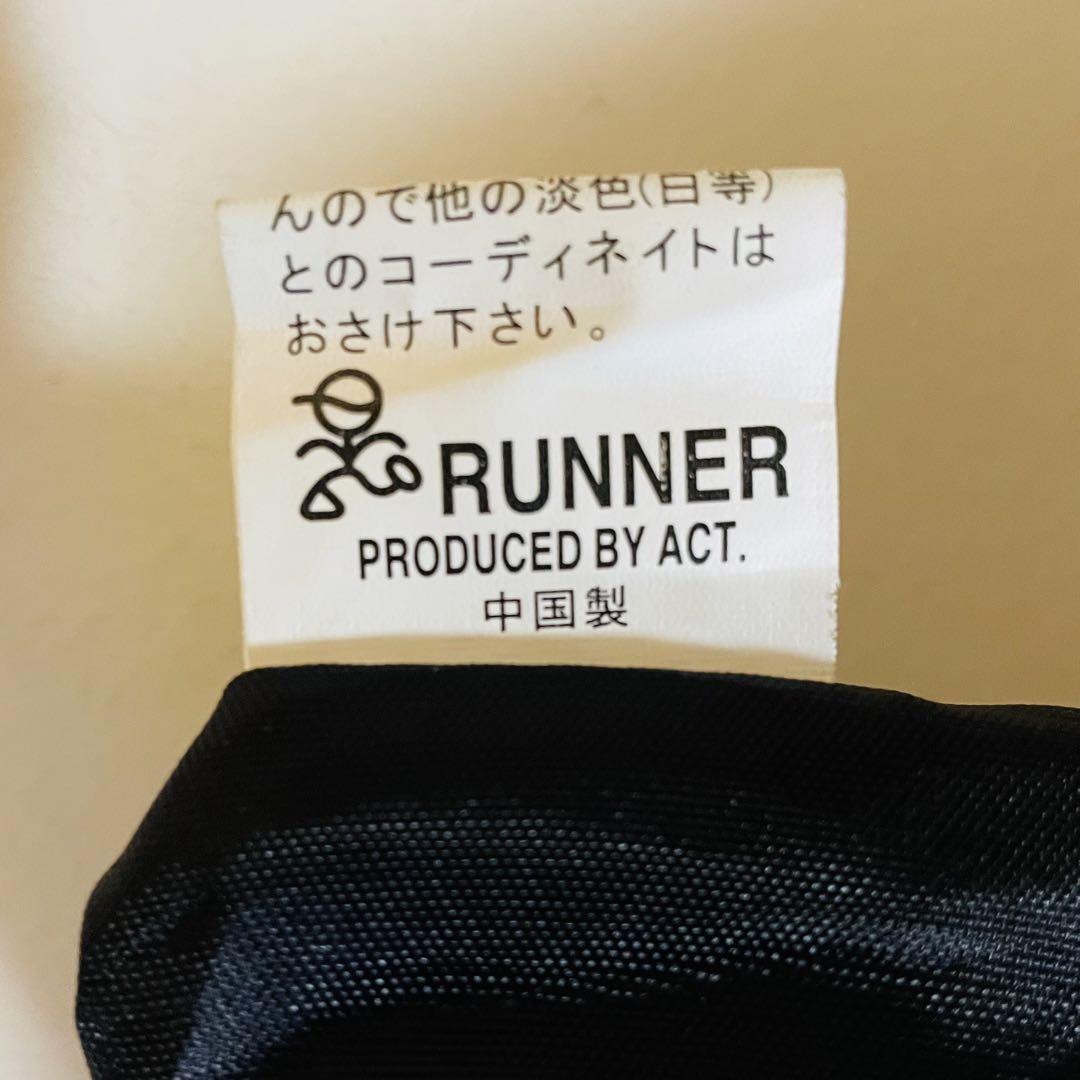 んので他の淡色(白等)
とのコーディネイトは
おさけ下さい。
RUNNER
PRODUCED BY ACT.
中国製